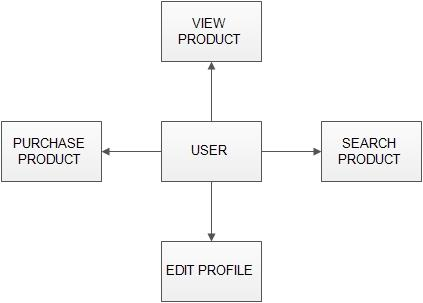 VIEW
PRODUCT
PURCHASE
PRODUCT
USER
SEARCH
PRODUCT
EDIT PROFILE